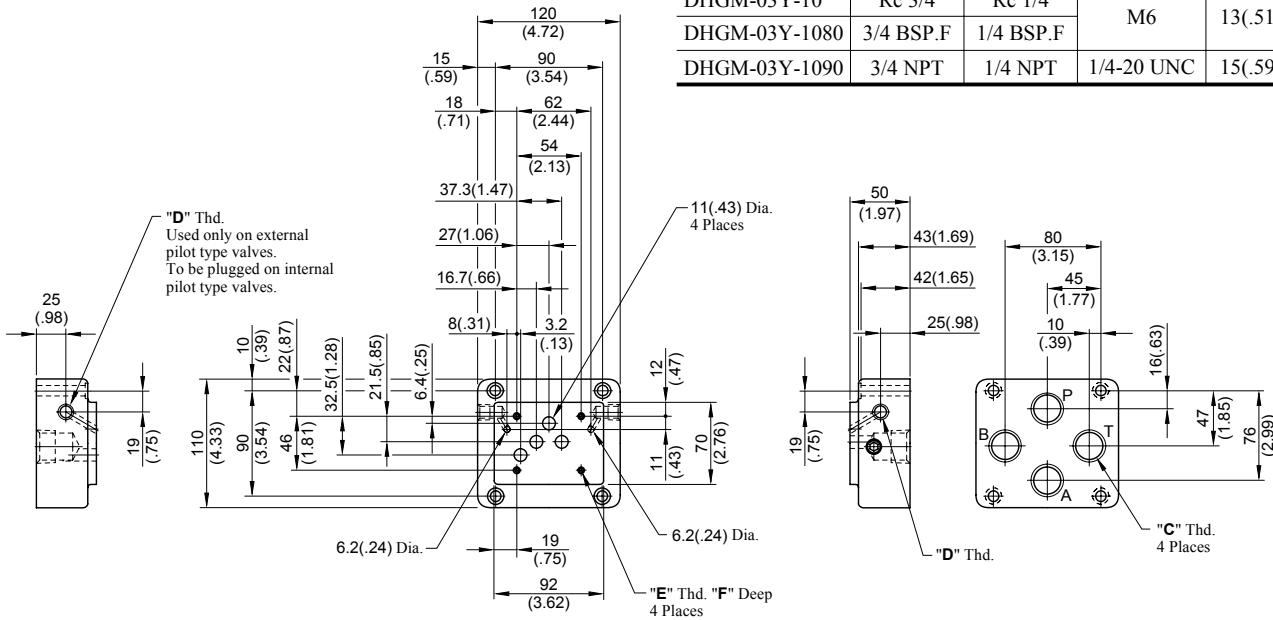 DHGM-03Y-10 Rc 3/4 Rc 1/4
M6 13(.51
DHGM-03Y-1080 3/4 BSP.F 1/4 BSP.F
DHGM-03Y-1090 3/4 NPT 1/4 NPT 1/4-20 UNC 15(.59
120
(4.72)
15
(.59)
90
(3.54)
18
(.71)
62
(2.44)
54
(2.13)
37.3(1.47)
27(1.06)
16.7(.66)
8(.31)
3.2
(.13)
11(.43) Dia.
4 Places
"D" Thd.
Used only on external
pilot type valves.
To be plugged on internal
pilot type valves.
25
(.98)
19
(.75)
110
(4.33)
90
(3.54)
10
(.39)
22(.87)
46
(1.81)
32.5(1.28)
21.5(.85)
6.4(.25)
12
(.47)
11
(.43)
70
(2.76)
6.2(.24) Dia.
6.2(.24) Dia.
19
(.75)
92
(3.62)
"E" Thd. "F" Deep
4 Places
50
(1.97)
43(1.69)
42(1.65)
25(.98)
19
(.75)
"D" Thd.
80
(3.15)
45
(1.77)
10
(.39)
16(.63)
47
(1.85)
76
(2.99)
P
B
T
A
"C" Thd.
4 Places